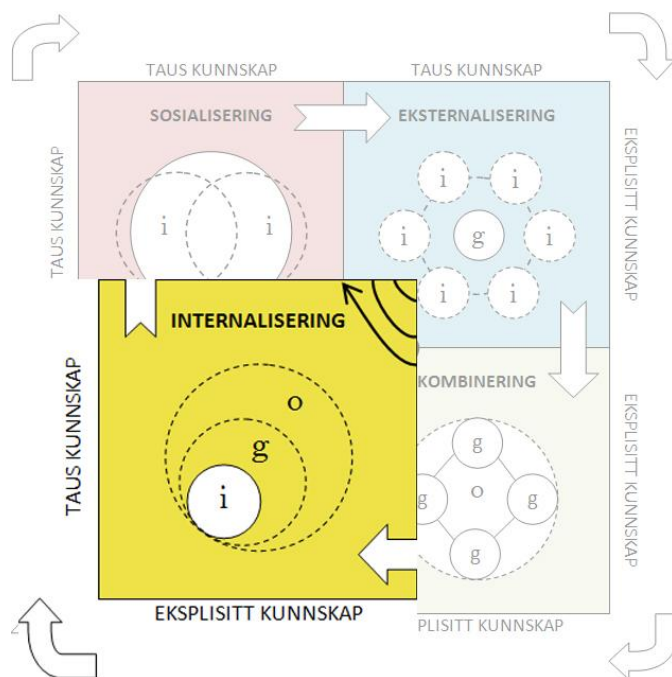 TAUS KUNNSKAP
TAUS KUNNSKAP
SOSIALISERING
EKSTERNALISERING
TAUS KUNNSKAP
EKSPLISITT KUNNSKAP
i
i
i
i
i
g
i
i
i
INTERNALISERING
KOMBINERING
TAUS KUNNSKAP
EKSPLISITT KUNNSKAP
o
g
i
g
g
o
g
g
EKSPLISITT KUNNSKAP
PLISITT KUNNSKAP